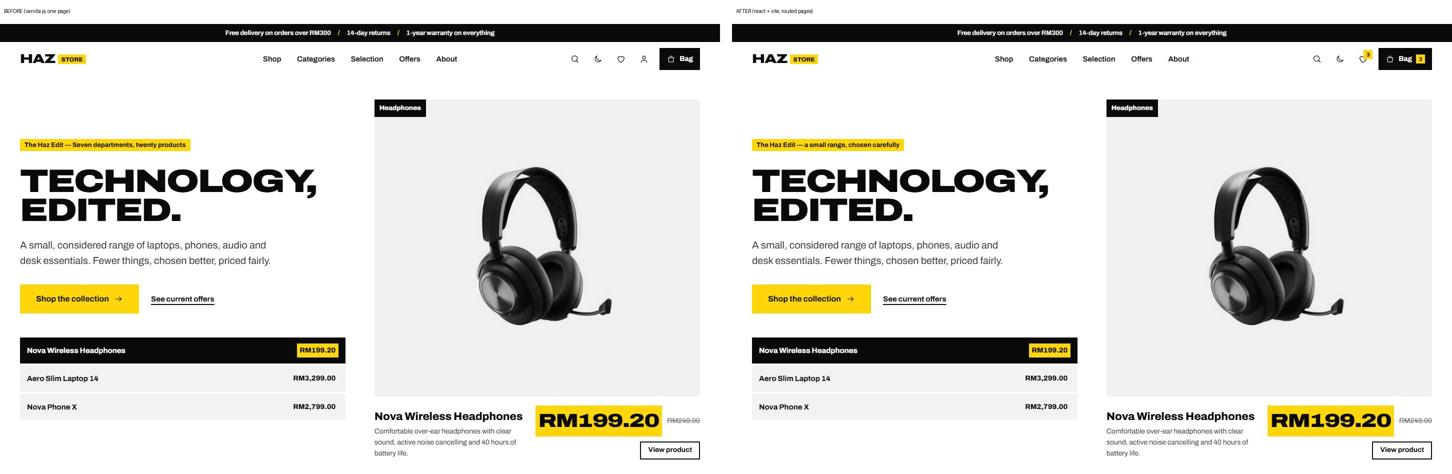 BEFORE (vanilla js, one page)
Free delivery on orders over RM300 / 14-day returns / 1-year warranty on everything
HAZ STORE
Shop Categories Selection Offers About
Bag
The Haz Edit — Seven departments, twenty products
TECHNOLOGY,
EDITED.
A small, considered range of laptops, phones, audio and
desk essentials. Fewer things, chosen better, priced fairly.
Shop the collection → See current offers
Nova Wireless Headphones RM199.20
Aero Slim Laptop 14 RM3,299.00
Nova Phone X RM2,799.00
Headphones
Nova Wireless Headphones RM199.20 RM249.00
Comfortable over-ear headphones with clear
sound, active noise cancelling and 40 hours of
battery life.
View product
AFTER (react + vite, routed pages)
Free delivery on orders over RM300 / 14-day returns / 1-year warranty on everything
HAZ STORE
Shop Categories Selection Offers About
3
Bag 3
The Haz Edit — a small range, chosen carefully
TECHNOLOGY,
EDITED.
A small, considered range of laptops, phones, audio and
desk essentials. Fewer things, chosen better, priced fairly.
Shop the collection → See current offers
Nova Wireless Headphones RM199.20
Aero Slim Laptop 14 RM3,299.00
Nova Phone X RM2,799.00
Headphones
Nova Wireless Headphones RM199.20 RM249.00
Comfortable over-ear headphones with clear
sound, active noise cancelling and 40 hours of
battery life.
View product